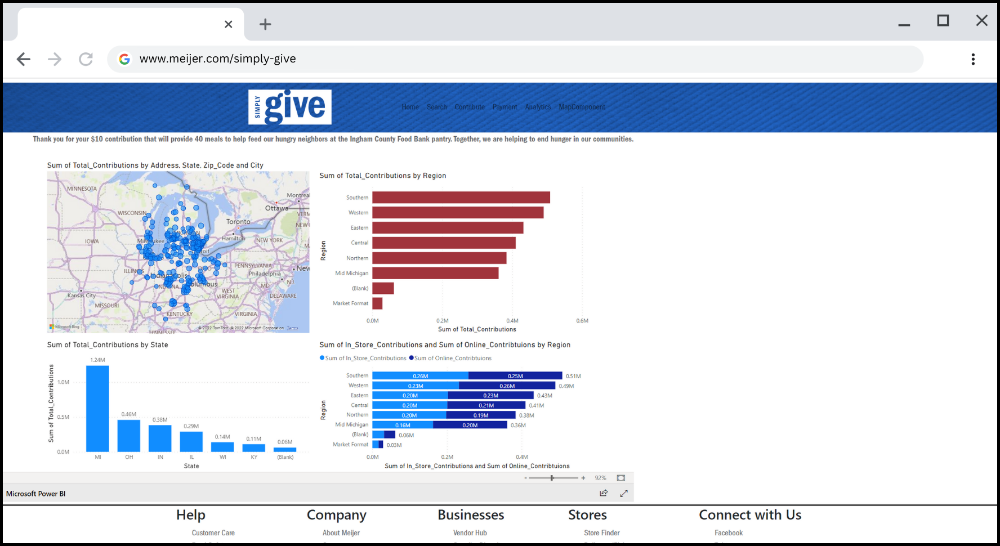 www.meijer.com/simply-give
SIMPLY
give
Home Search Contribute Payment Analytics MapComponent
Thank you for your $10 contribution that will provide 40 meals to help feed our hungry neighbors at the Ingham County Food Bank pantry. Together, we are helping to end hunger in our communities.
Sum of Total_Contributions by Address, State, Zip_Code and City
MINNESOTA
Montreal
Ottawa
WISCONSIN
VERM
Toronto
NEW
MICHIGAN
Hamilton
NEW YORK
IOWA
Milwaukee
M
PENNSYLVANIA
ILLINOIS
New
Philadelphia
Indianapolis
OHIO
NJ
INDIANA
Columbus
MD
WEST
VIRGINIA
DELAWARE
Kansas City
MISSOURI
KENTUCKY
VIRGINIA
TENNESSEE
Microsoft Bing
© 2022 TomTom, © 2022 Microsoft Corporation Terms
Sum of Total_Contributions by Region
Region
Southern
Western
Eastern
Central
Northern
Mid Michigan
(Blank)
Market Format
0.0M 0.2M 0.4M 0.6M
Sum of Total_Contributions
Sum of Total_Contributions by State
Sum of Total_Contributions
1.24M
1.0M
0.5M
0.46M
0.38M
0.29M
0.14M
0.11M
0.06M
0.0M
MI OH IN IL WI KY (Blank)
State
Sum of In_Store_Contributions and Sum of Online_Contribtuions by Region
Sum of In_Store_Contributions Sum of Online_Contribtuions
Region
Southern 0.26M 0.25M 0.51M
Western 0.23M 0.26M 0.49M
Eastern 0.20M 0.23M 0.43M
Central 0.20M 0.21M 0.41M
Northern 0.20M 0.19M 0.38M
Mid Michigan 0.16M 0.20M 0.36M
(Blank) 0.06M
Market Format 0.03M
0.0M 0.2M 0.4M
Sum of In_Store_Contributions and Sum of Online_Contribtuions
- + 92%
Microsoft Power BI
Help Company Businesses Stores Connect with Us
Customer Care About Meijer Vendor Hub Store Finder Facebook